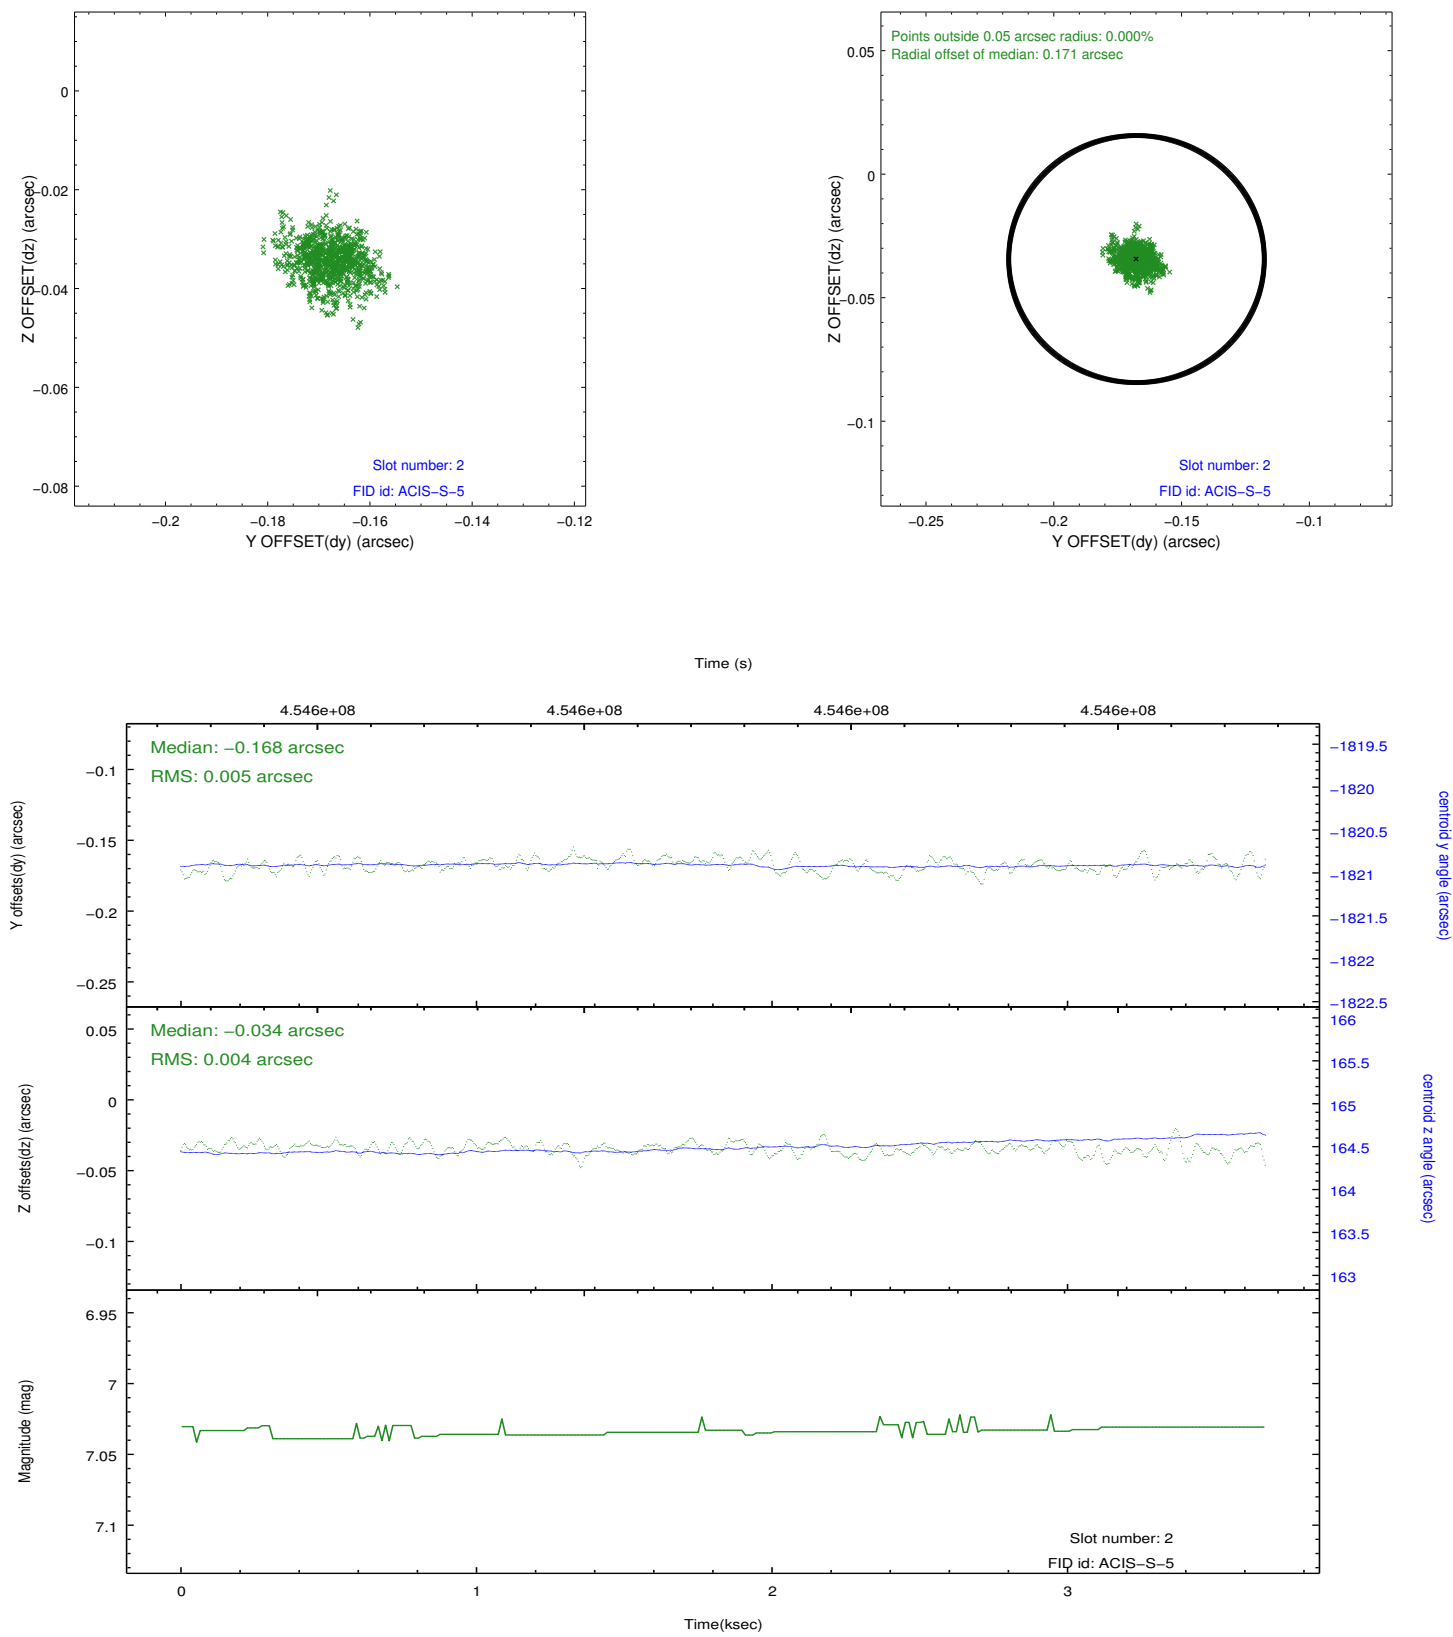 0
−0.02
−0.04
−0.06
−0.08
Z OFFSET(dz) (arcsec)
Slot number: 2
FID id: ACIS−S−5
−0.2
−0.18
−0.16
−0.14
−0.12
Y OFFSET(dy) (arcsec)
Points outside 0.05 arcsec radius: 0.000%
Radial offset of median: 0.171 arcsec
0.05
0
−0.05
−0.1
Z OFFSET(dz) (arcsec)
Slot number: 2
FID id: ACIS−S−5
−0.25
−0.2
−0.15
−0.1
Y OFFSET(dy) (arcsec)
Time (s)
4.546e+08
4.546e+08
4.546e+08
4.546e+08
Median: −0.168 arcsec
RMS: 0.005 arcsec
−0.1
−0.15
−0.2
−0.25
Y offsets(dy) (arcsec)
−1819.5
−1820
−1820.5
−1821
−1821.5
−1822
−1822.5
centroid y angle (arcsec)
Median: −0.034 arcsec
RMS: 0.004 arcsec
0.05
0
−0.05
−0.1
Z offsets(dz) (arcsec)
166
165.5
165
164.5
164
163.5
163
centroid z angle (arcsec)
6.95
7
7.05
7.1
Magnitude (mag)
Slot number: 2
FID id: ACIS−S−5
0
1
2
3
Time(ksec)